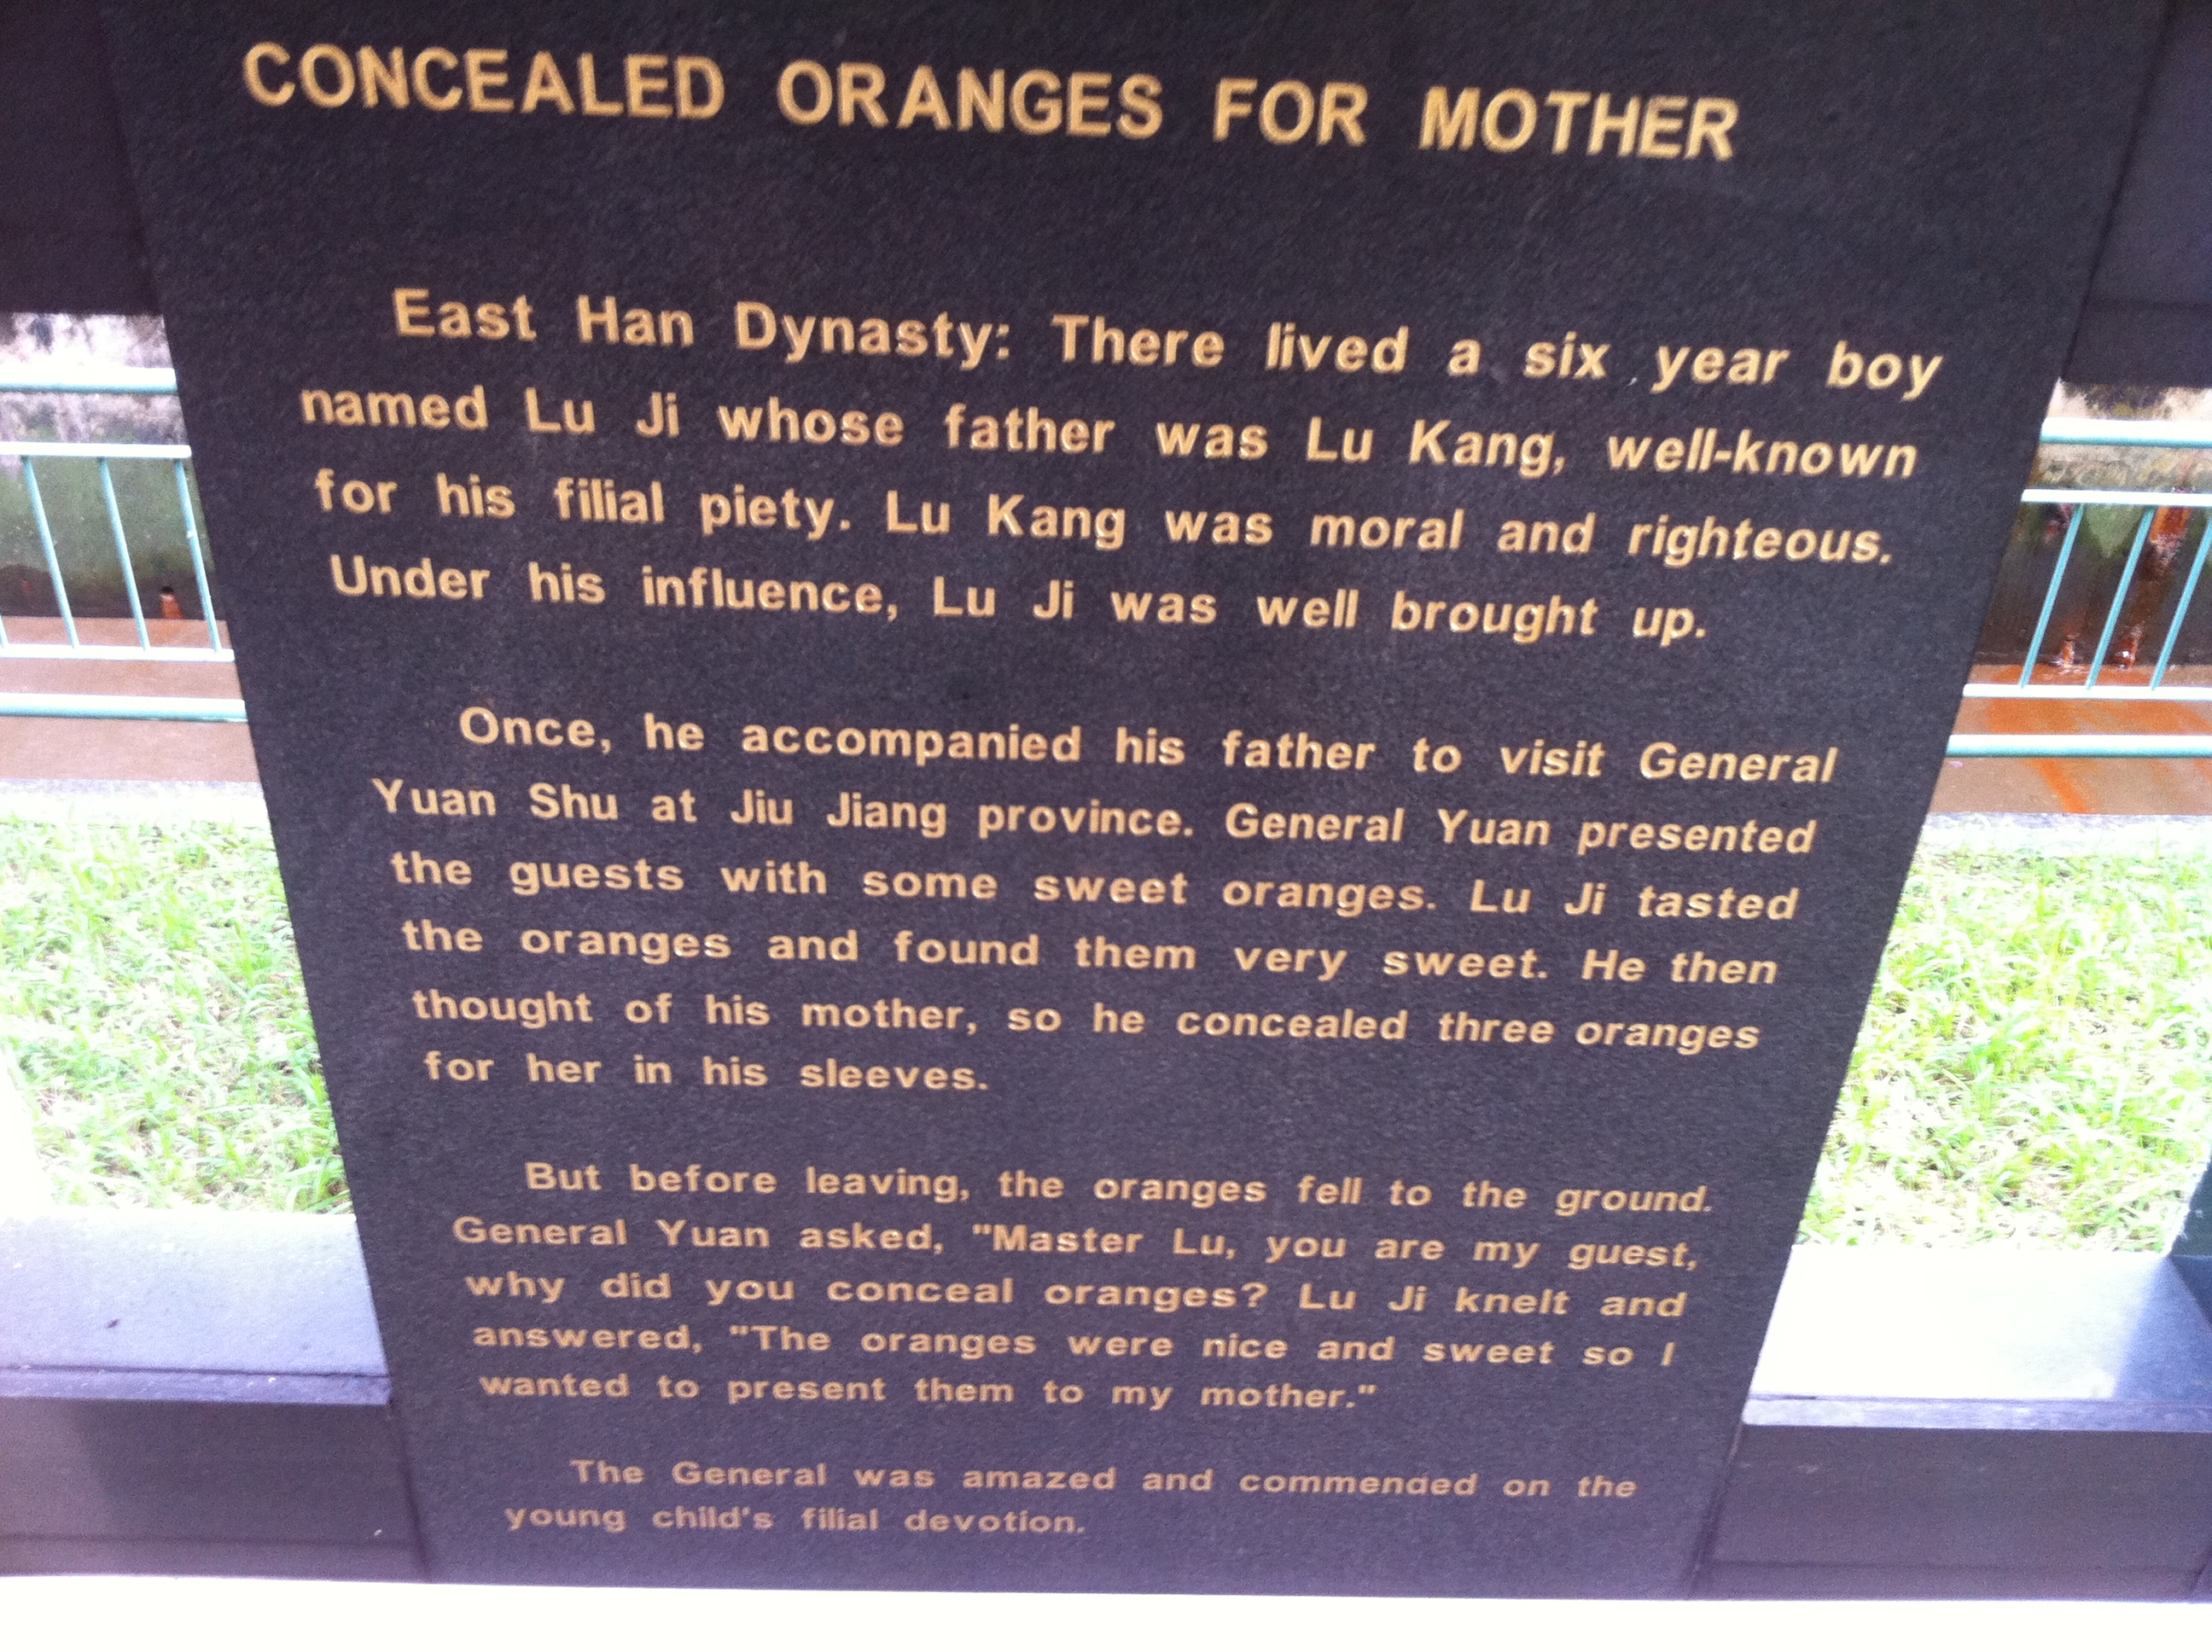 CONCEALED ORANGES FOR MOTHER
East Han Dynasty: There lived a six year boy
named Lu Ji whose father was Lu Kang, well-known
for his filial piety. Lu Kang was moral and righteous.
Under his influence, Lu Ji was well brought up.
Once, he accompanied his father to visit General
Yuan Shu at Jiu Jiang province. General Yuan presented
the guests with some sweet oranges. Lu Ji tasted
the oranges and found them very sweet. He then
thought of his mother, so he concealed three oranges
for her in his sleeves.
But before leaving, the oranges fell to the ground.
General Yuan asked, "Master Lu, you are my guest,
why did you conceal oranges? Lu Ji knelt and
answered, "The oranges were nice and sweet so I
wanted to present them to my mother."
The General was amazed and commended on the
young child's filial devotion.